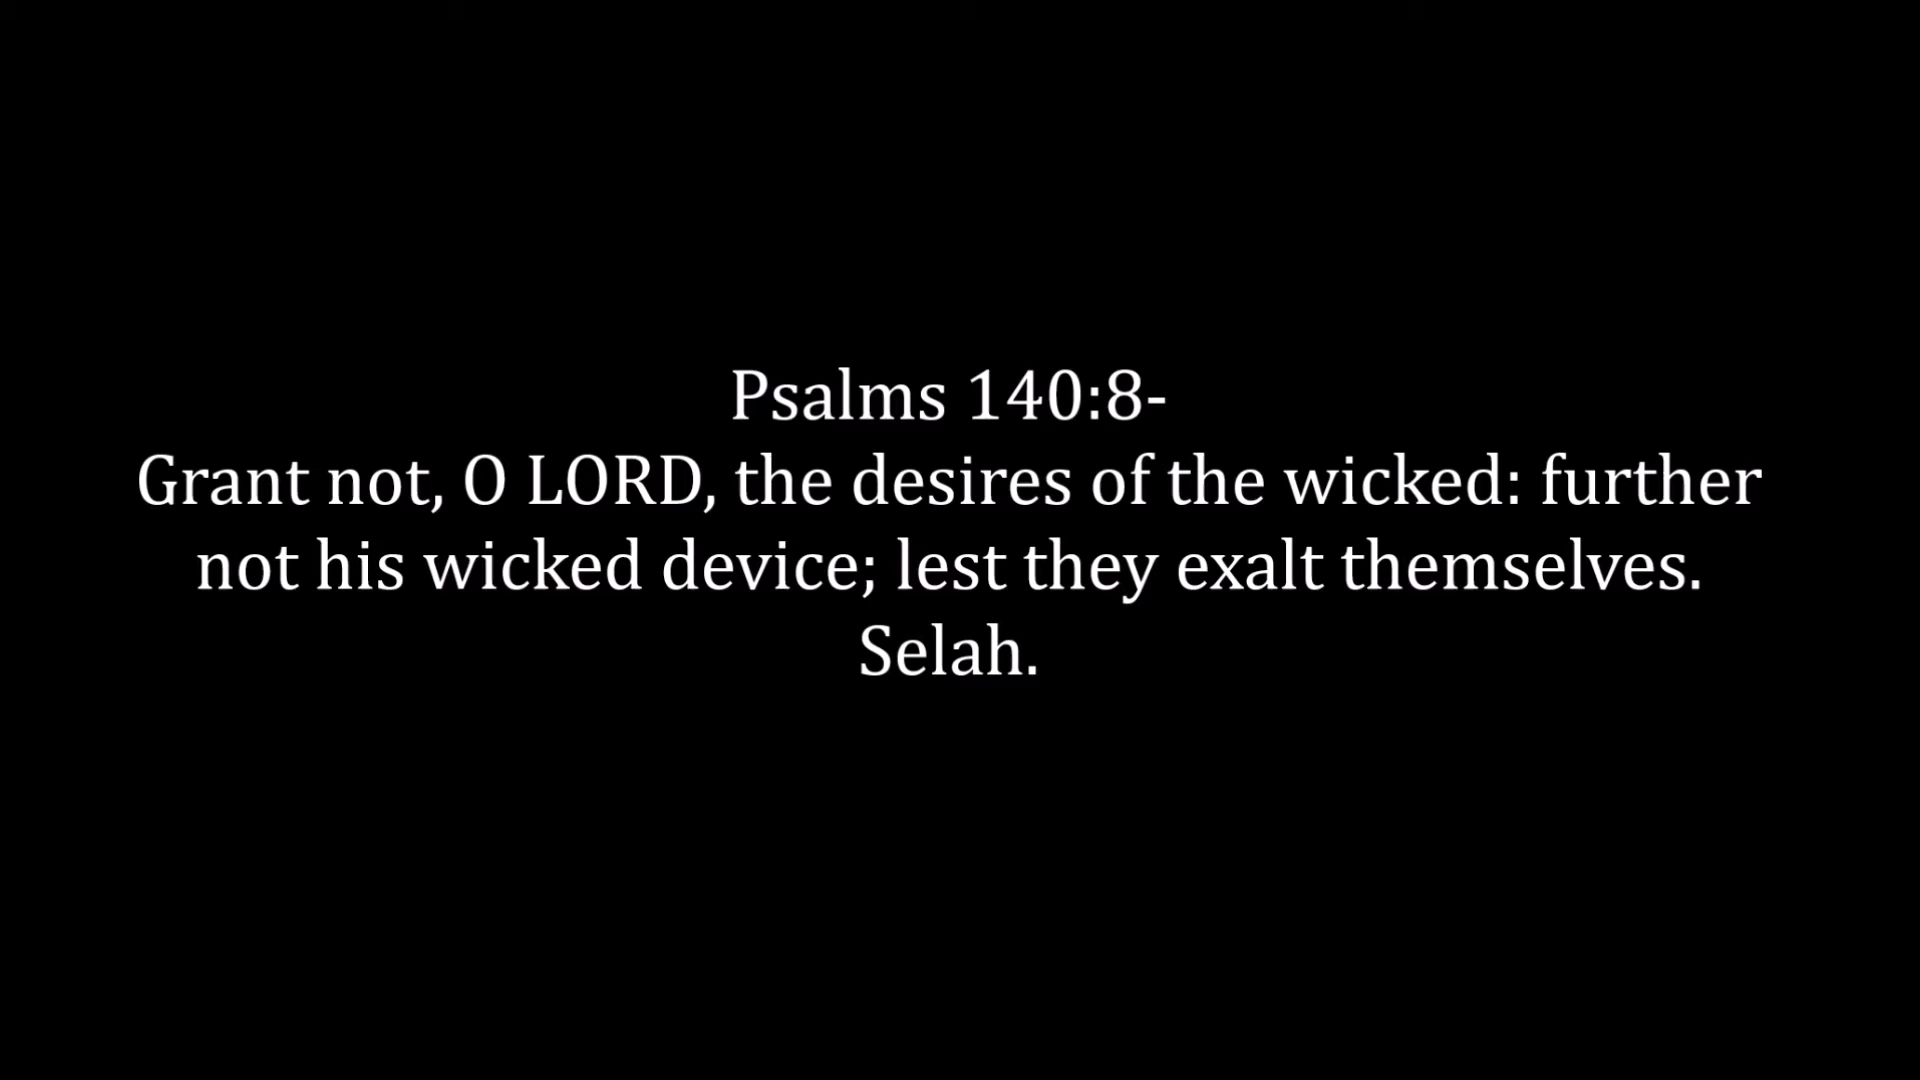 Psalms 140:8-
Grant not, O LORD, the desires of the wicked: further
not his wicked device; lest they exalt themselves.
Selah.